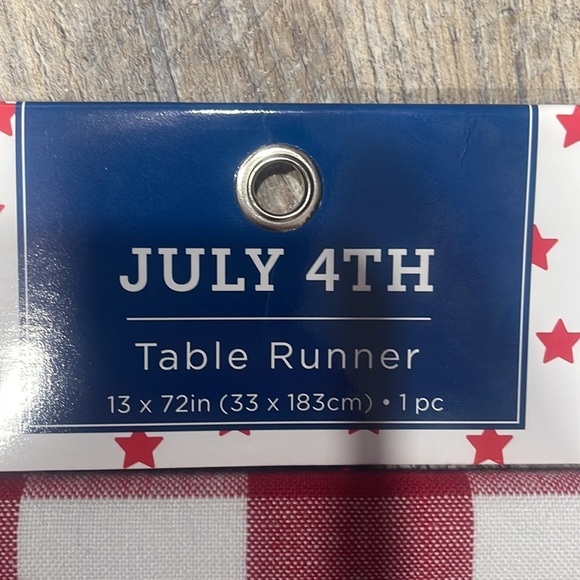 JULY 4TH
Table Runner
13 x 72in (33 x 183cm) • 1 pc